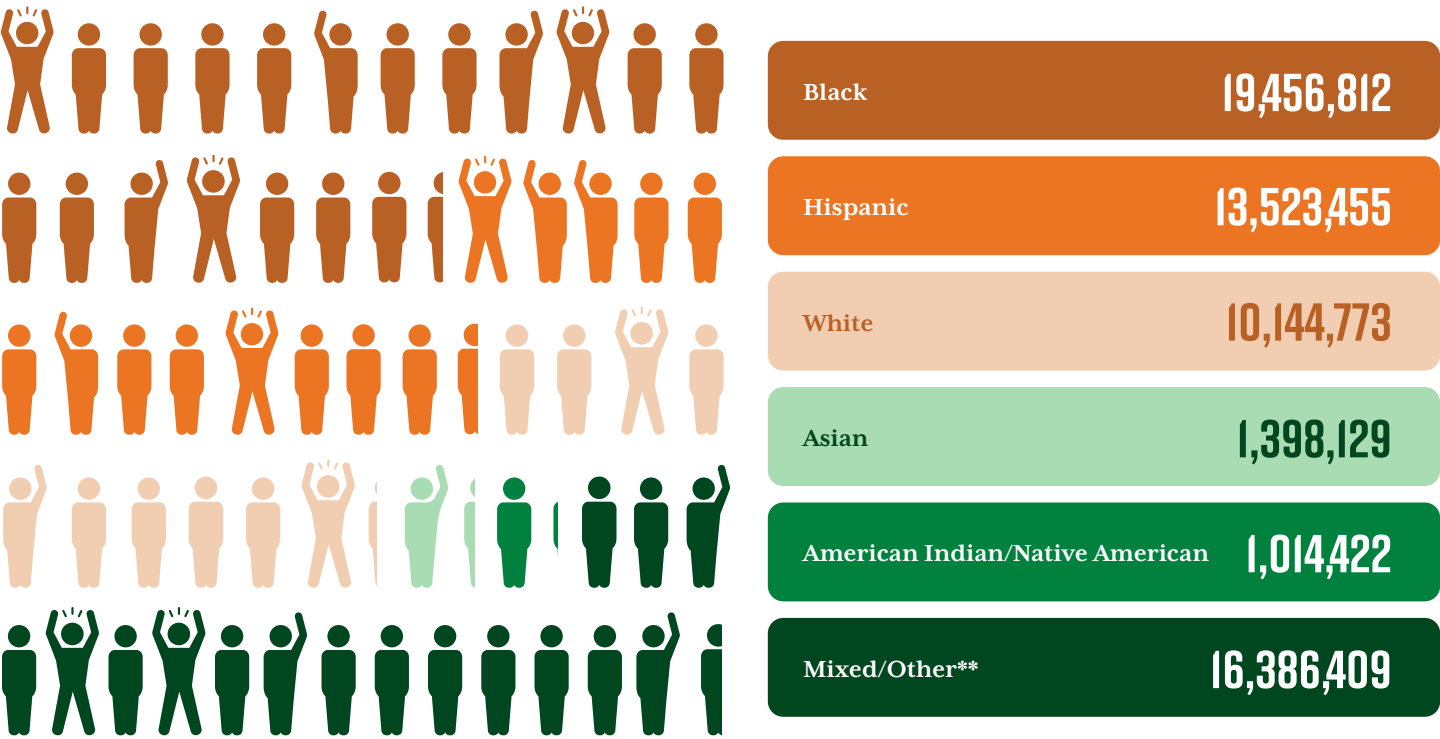 Black 19,456,812
Hispanic 13,523,455
White 10,144,773
Asian 1,398,129
American Indian/Native American 1,014,422
Mixed/Other** 16,386,409